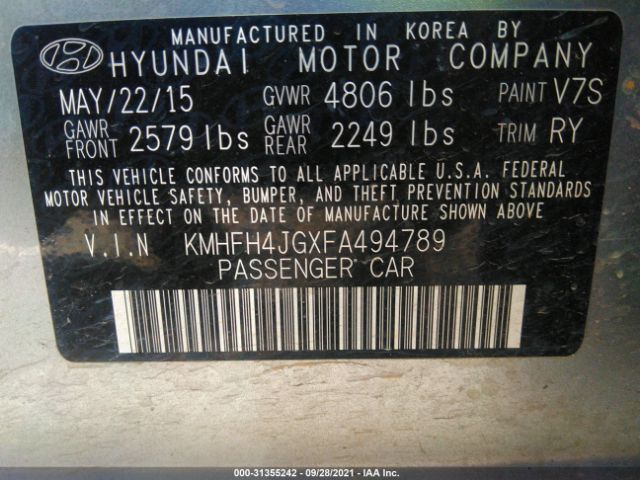 MANUFACTURED IN KOREA BY
HYUNDAI MOTOR COMPANY
MAY/22/15 GVWR 4806 lbs PAINT V7S
GAWR FRONT 2579 lbs GAWR REAR 2249 lbs TRIM RY
THIS VEHICLE CONFORMS TO ALL APPLICABLE U.S.A. FEDERAL
MOTOR VEHICLE SAFETY, BUMPER, AND THEFT PREVENTION STANDARDS
IN EFFECT ON THE DATE OF MANUFACTURE SHOWN ABOVE
V.I.N KMHFH4JGXFA494789
PASSENGER CAR
000-31355242 - 09/28/2021 - IAA Inc.